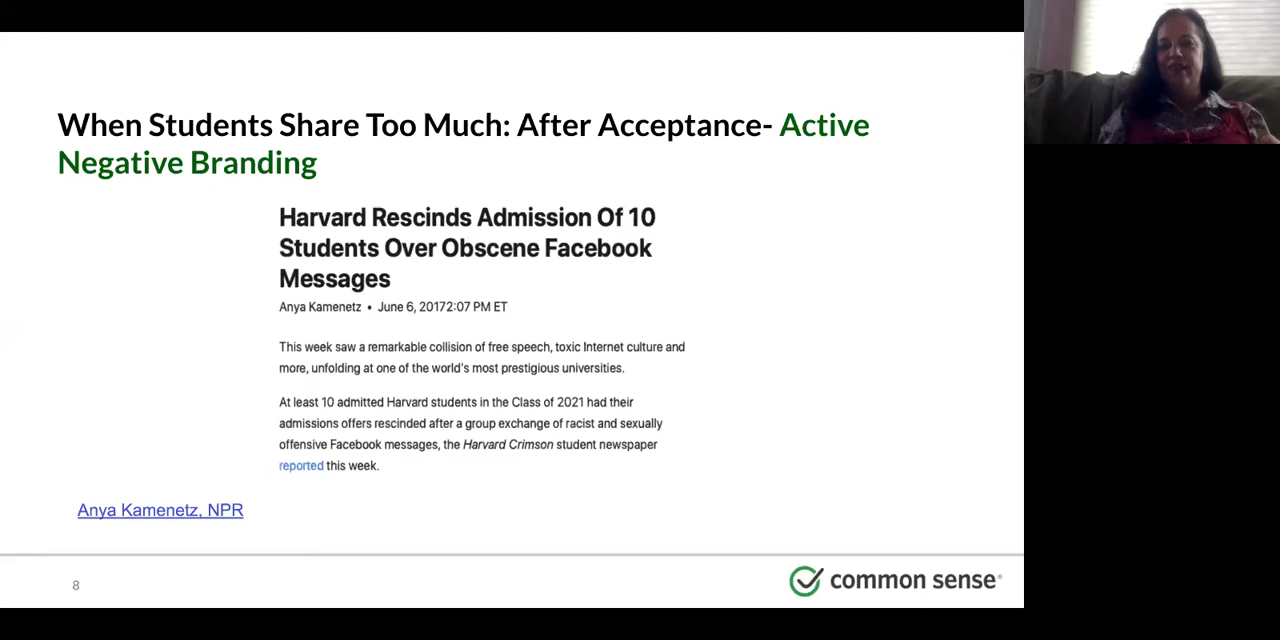 When Students Share Too Much: After Acceptance- Active
Negative Branding
Harvard Rescinds Admission Of 10
Students Over Obscene Facebook
Messages
Anya Kamenetz • June 6, 20172:07 PM ET
This week saw a remarkable collision of free speech, toxic Internet culture and
more, unfolding at one of the world's most prestigious universities.
At least 10 admitted Harvard students in the Class of 2021 had their
admissions offers rescinded after a group exchange of racist and sexually
offensive Facebook messages, the Harvard Crimson student newspaper
reported this week.
Anya Kamenetz, NPR
8
common sense®